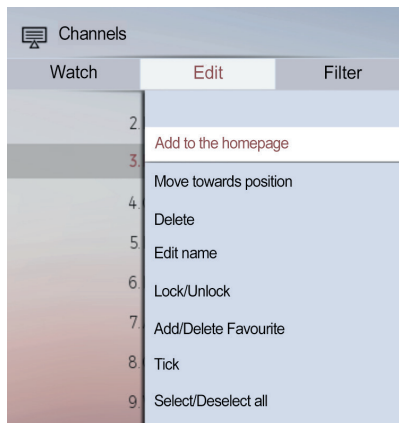 Channels
Watch Edit Filter
2.
Add to the homepage
3.
Move towards position
4.
Delete
5.
Edit name
6.
Lock/Unlock
7.
Add/Delete Favourite
8.
Tick
9.
Select/Deselect all